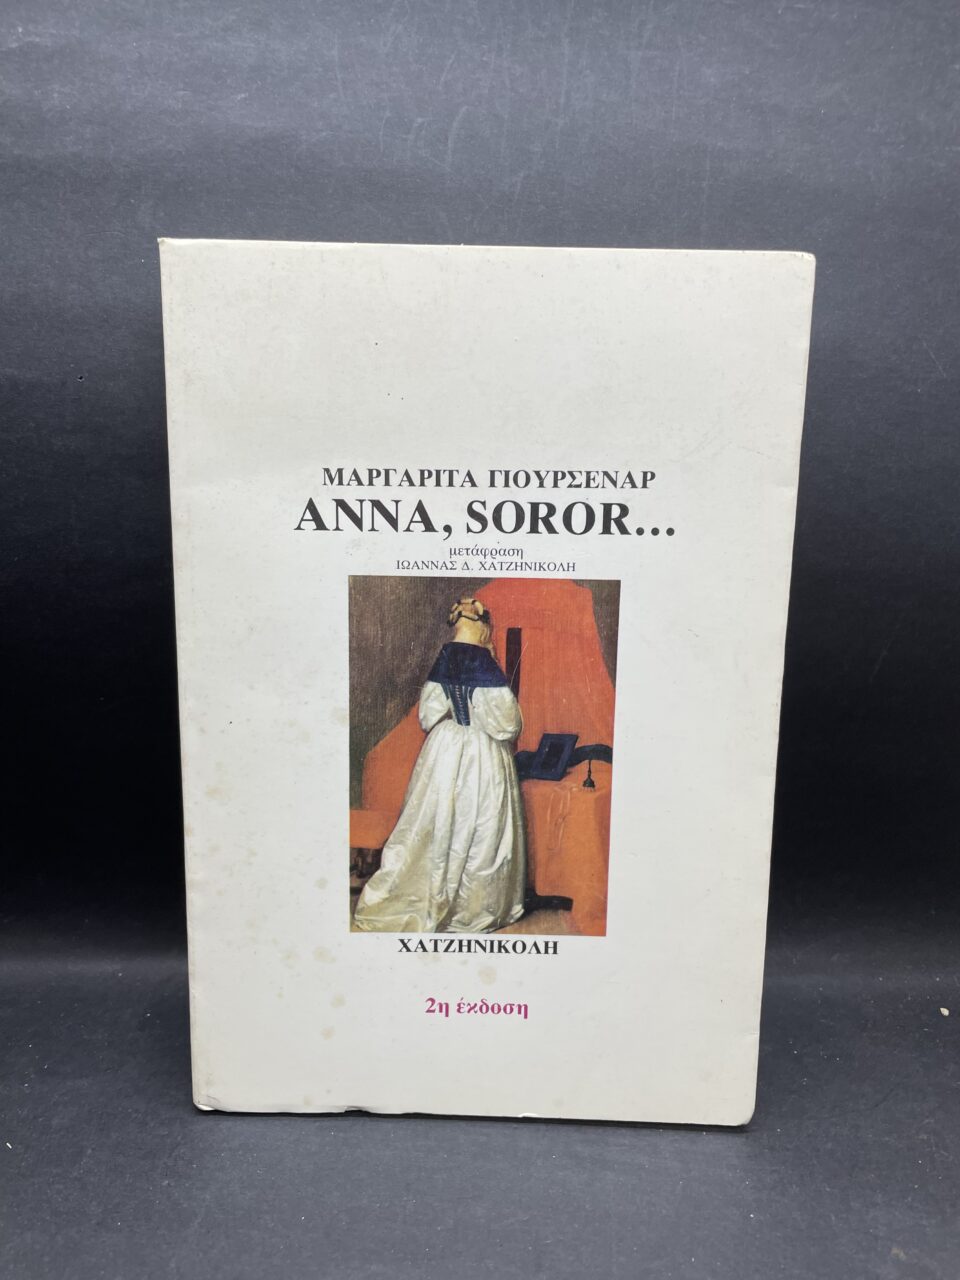 ΜΑΡΓΑΡΙΤΑ ΓΙΟΥΡΣΕΝΑΡ
ANNA, SOROR...
μετάφραση
ΙΩΑΝΝΑΣ Δ. ΧΑΤΖΗΝΙΚΟΛΗ
ΧΑΤΖΗΝΙΚΟΛΗ
2η έκδοση